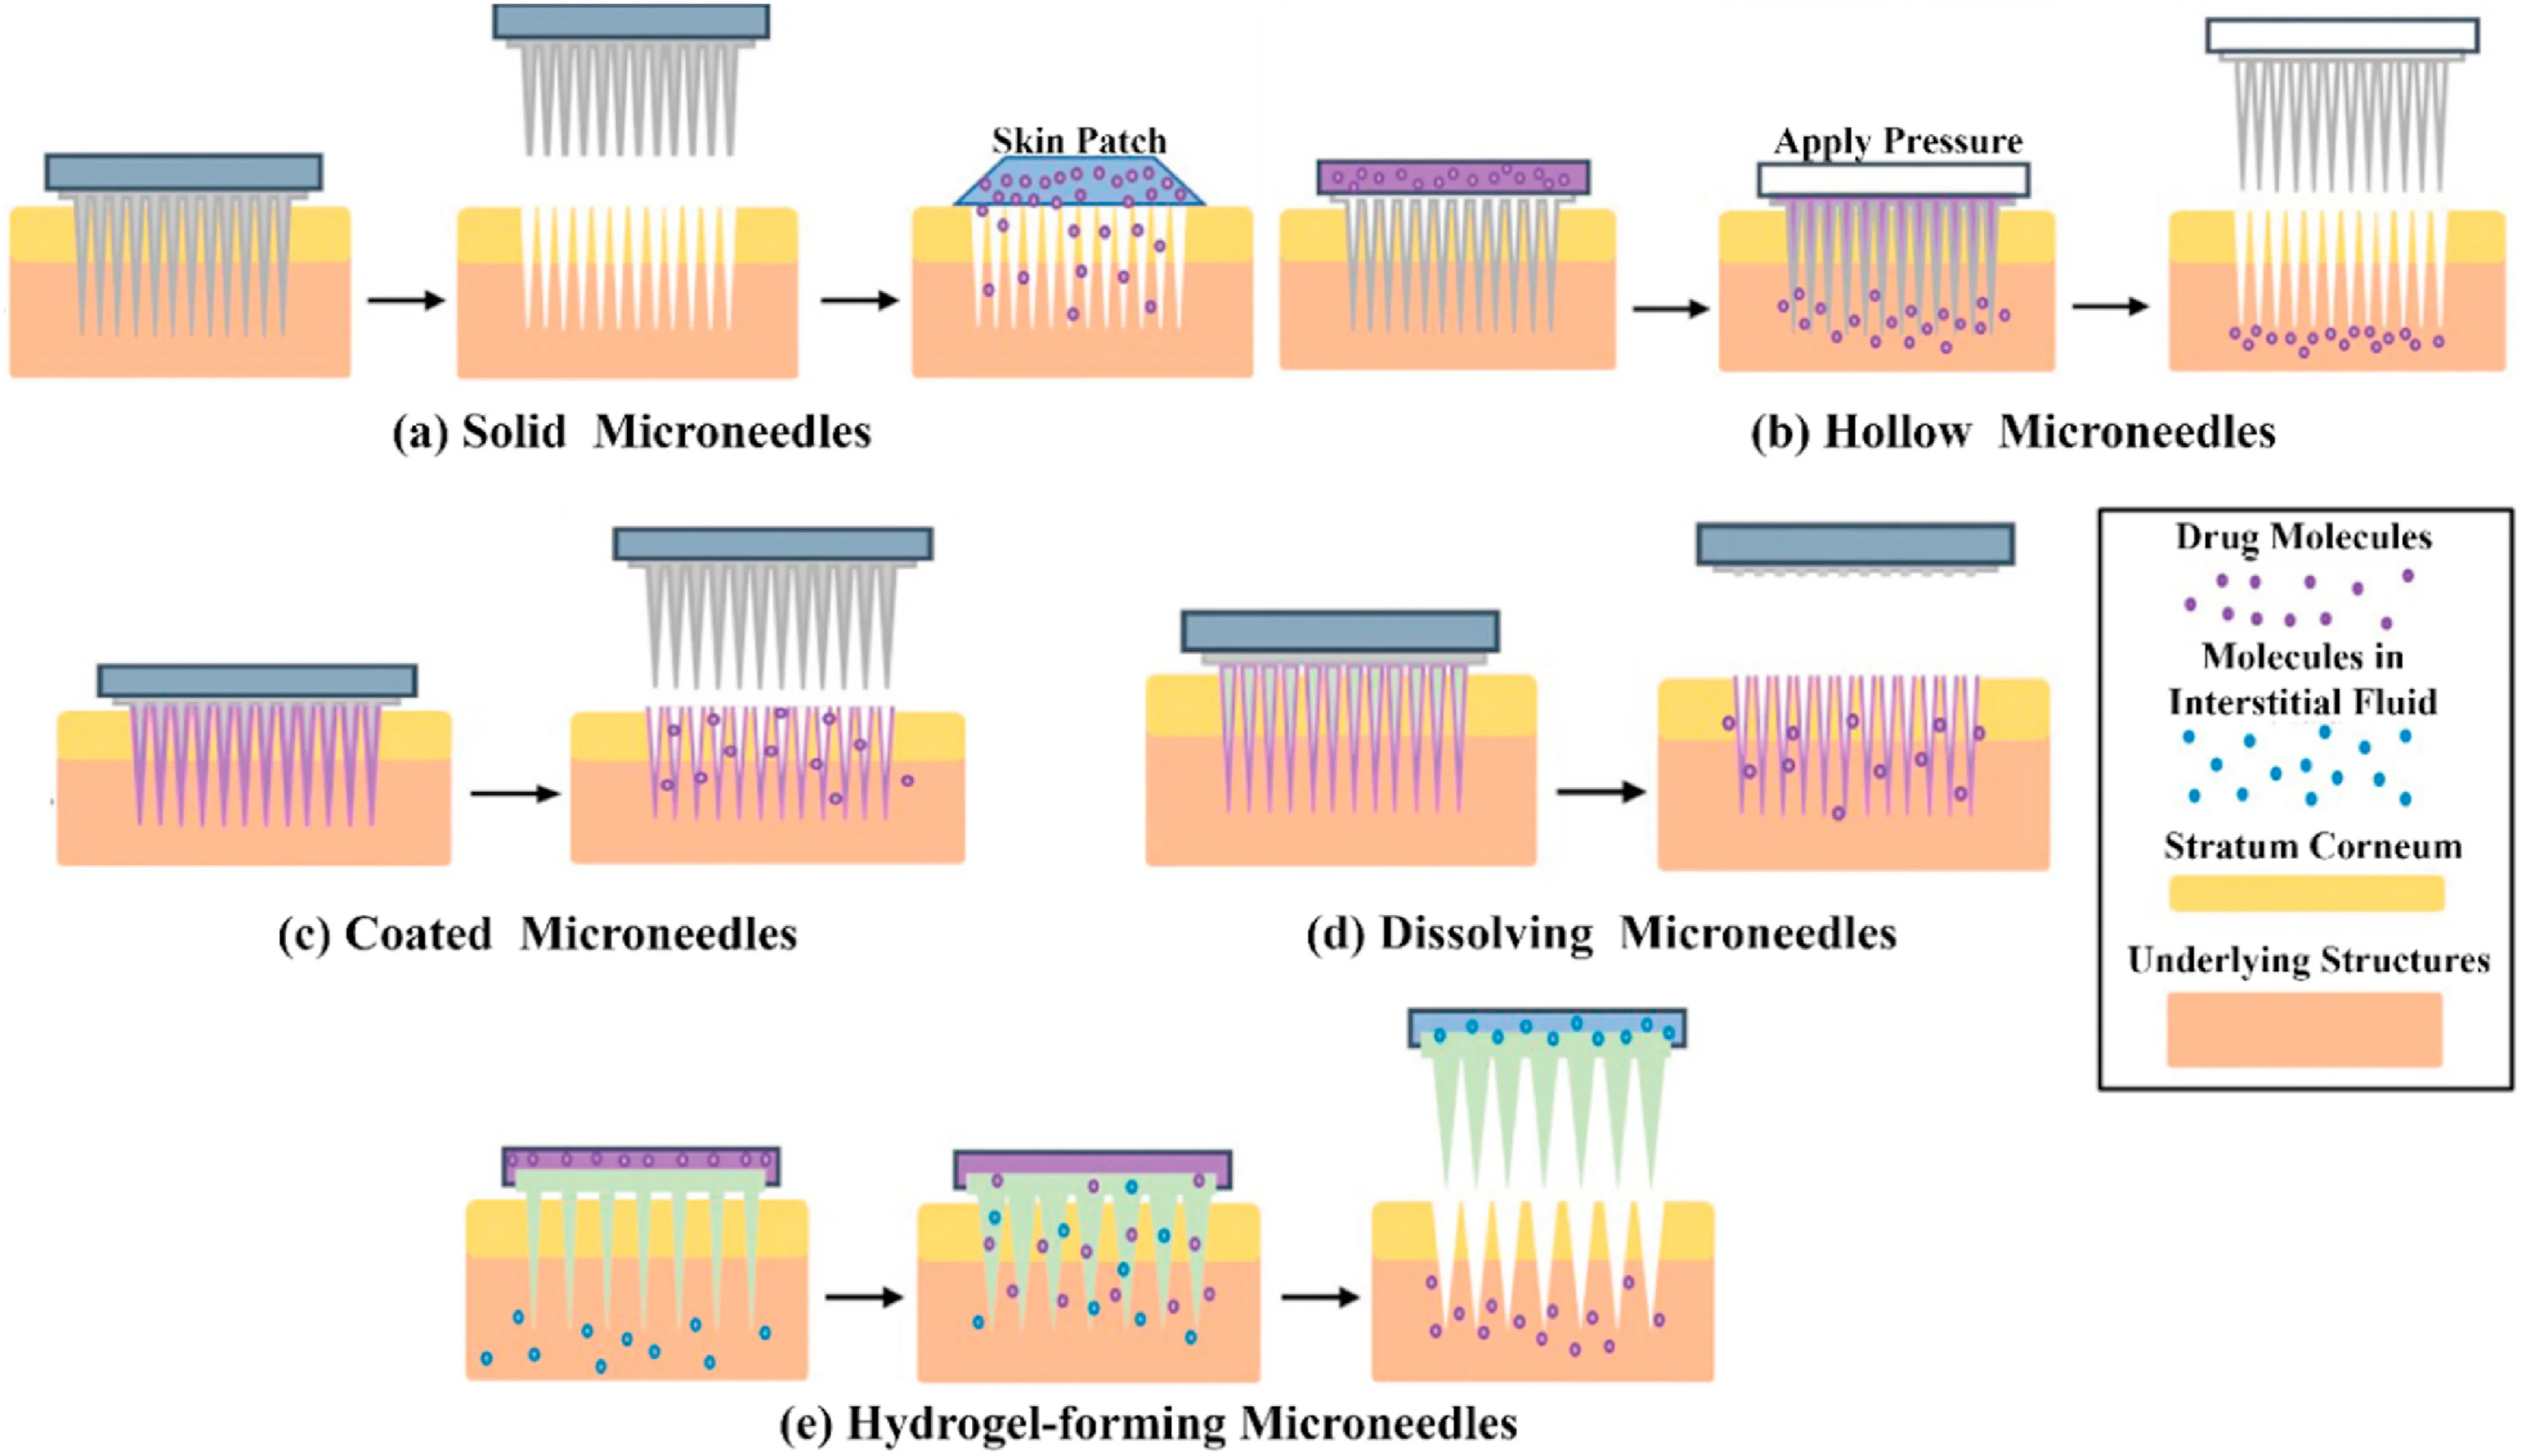 Skin Patch
Apply Pressure
(a) Solid Microneedles
(b) Hollow Microneedles
Drug Molecules
Molecules in
Interstitial Fluid
Stratum Corneum
Underlying Structures
(c) Coated Microneedles
(d) Dissolving Microneedles
(e) Hydrogel-forming Microneedles